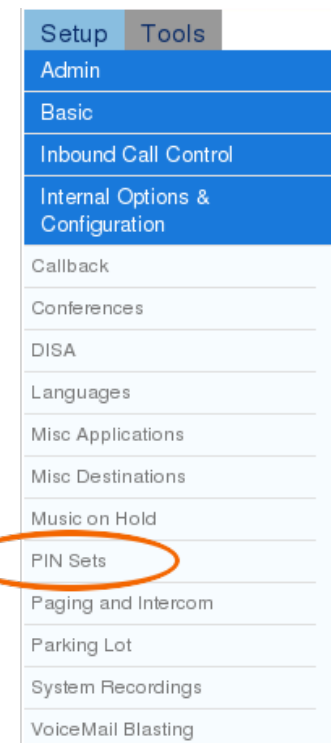 Setup Tools
Admin
Basic
Inbound Call Control
Internal Options &
Configuration
Callback
Conferences
DISA
Languages
Misc Applications
Misc Destinations
Music on Hold
PIN Sets
Paging and Intercom
Parking Lot
System Recordings
VoiceMail Blasting